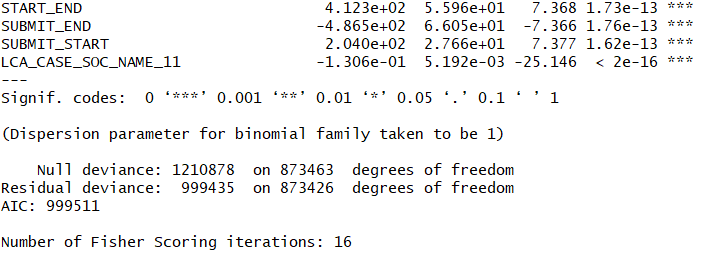 START_END 4.123e+02 5.596e+01 7.368 1.73e-13 ***
SUBMIT_END -4.865e+02 6.605e+01 -7.366 1.76e-13 ***
SUBMIT_START 2.040e+02 2.766e+01 7.377 1.62e-13 ***
LCA_CASE_SOC_NAME_11 -1.306e-01 5.192e-03 -25.146 < 2e-16 ***
---
Signif. codes: 0 ‘***’ 0.001 ‘**’ 0.01 ‘*’ 0.05 ‘.’ 0.1 ‘ ’ 1
(Dispersion parameter for binomial family taken to be 1)
Null deviance: 1210878 on 873463 degrees of freedom
Residual deviance: 999435 on 873426 degrees of freedom
AIC: 999511
Number of Fisher Scoring iterations: 16